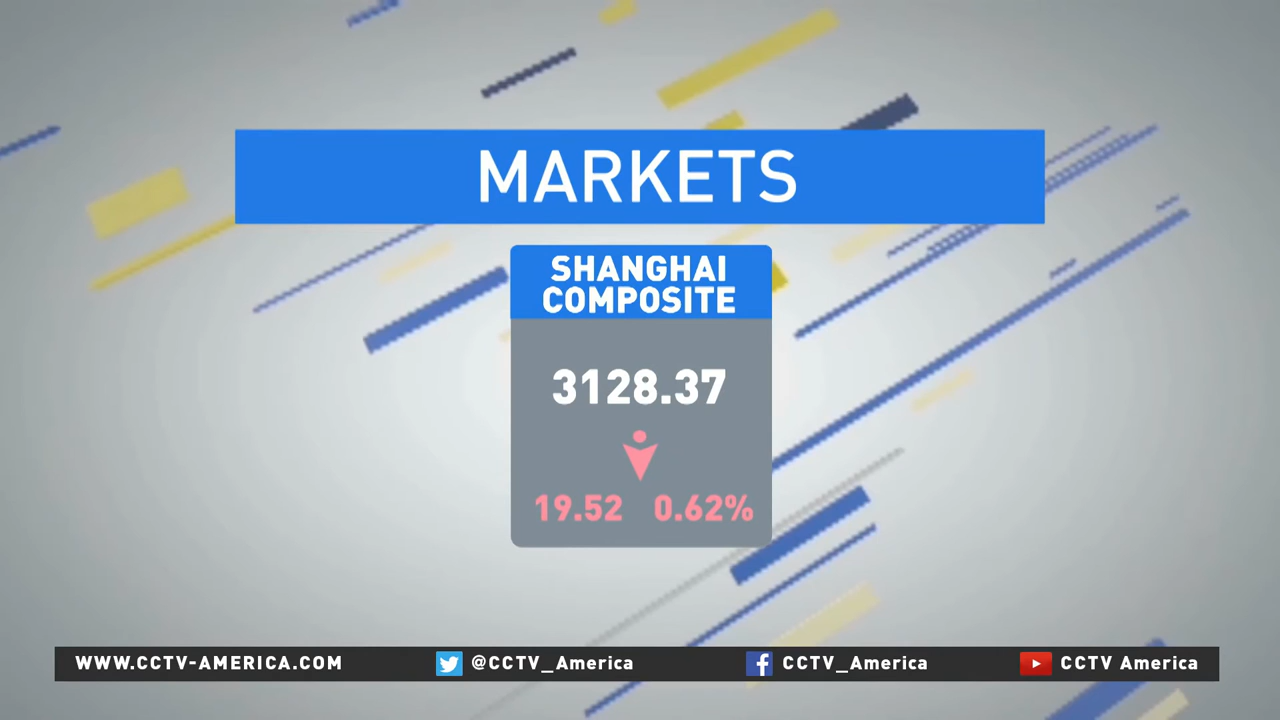 MARKETS
SHANGHAI
COMPOSITE
3128.37
19.52 0.62%
WWW.CCTV-AMERICA.COM @CCTV_America CCTV_America CCTV America